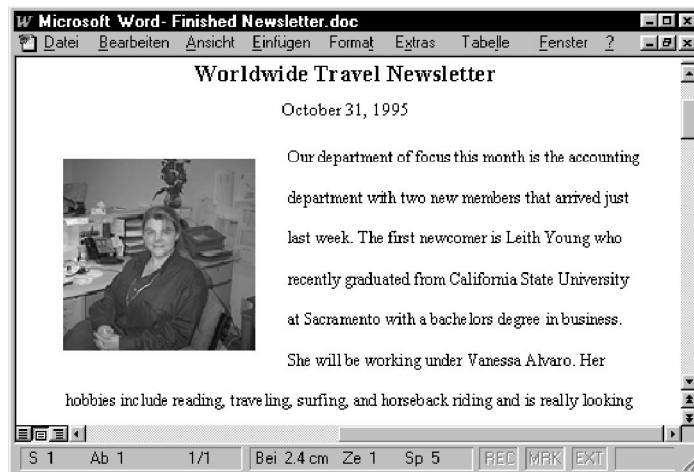 Microsoft Word- Finished Newsletter.doc
Datei Bearbeiten Ansicht Einfügen Format Extras Tabelle Fenster ?
Worldwide Travel Newsletter
October 31, 1995
Our department of focus this month is the accounting
department with two new members that arrived just
last week. The first newcomer is Leith Young who
recently graduated from California State University
at Sacramento with a bachelors degree in business.
She will be working under Vanessa Alvaro. Her
hobbies include reading, traveling, surfing, and horseback riding and is really looking
S 1 Ab 1 1/1 Bei 2.4 cm Ze 1 Sp 5 REC MRK EXT